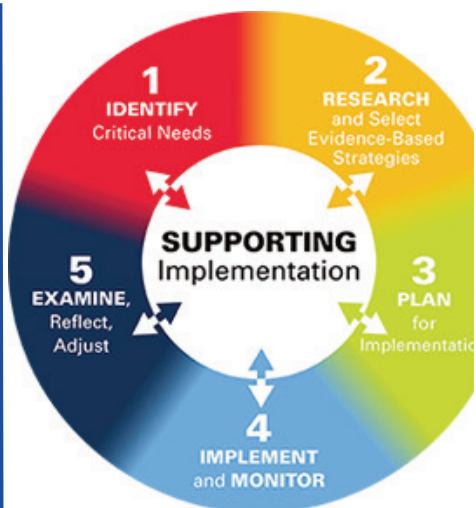 1
IDENTIFY
Critical Needs
2
RESEARCH
and Select
Evidence-Based
Strategies
SUPPORTING
Implementation
3
PLAN
for
Implementatio
4
IMPLEMENT
and MONITOR
5
EXAMINE,
Reflect,
Adjust